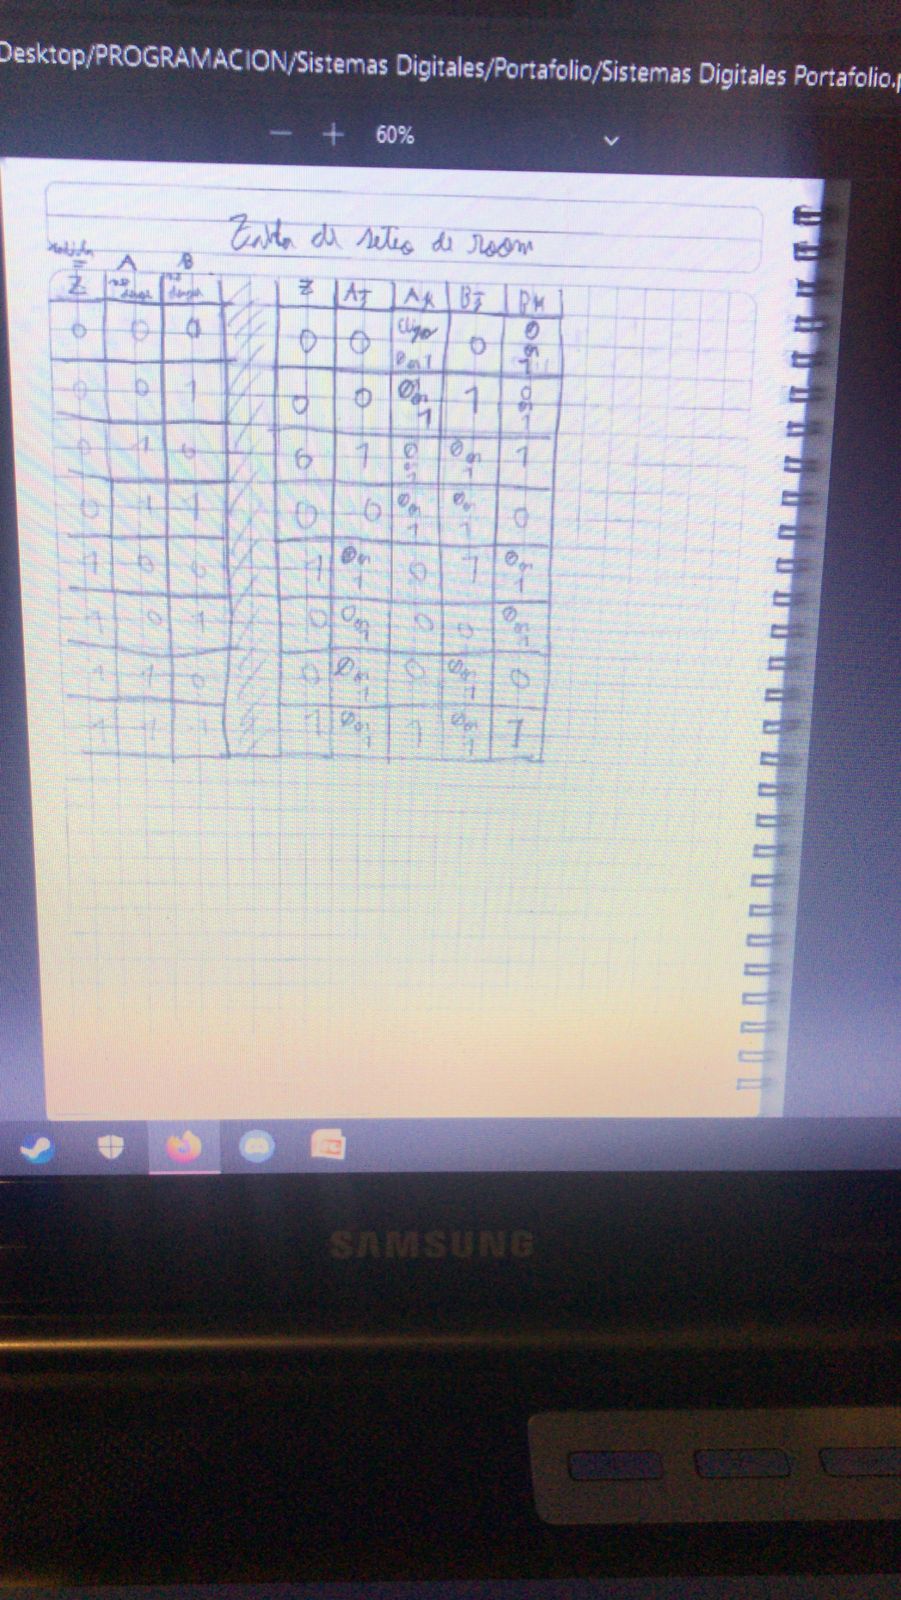 Desktop/PROGRAMACION/Sistemas Digitales/Portafolio/Sistemas Digitales Portafolio.p
60%
de seteo de room
A B
Z Z AJ AK BJ BK
0 0 0 0 0 elijo 0 o 1 0 0 o 1
0 0 1 0 0 0 o 1 1 0 o 1
0 1 0 0 1 0 o 1 0 o 1 1
0 1 1 0 0 0 o 1 0 o 1 0
1 0 0 1 0 o 1 0 1 0 o 1
1 0 1 0 0 o 1 0 0 0 o 1
1 1 0 0 0 o 1 0 0 o 1 0
1 1 1 1 0 o 1 1 0 o 1 1
SAMSUNG